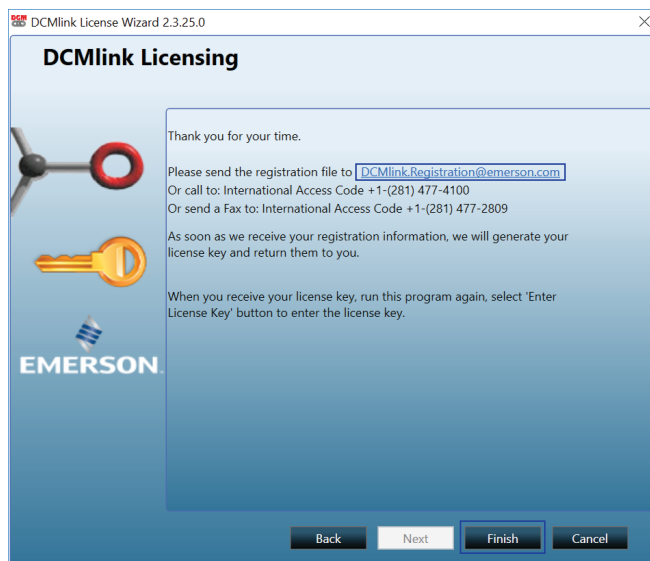 DCM DCMlink License Wizard 2.3.25.0
DCMlink Licensing
Thank you for your time.
Please send the registration file to DCMlink.Registration@emerson.com
Or call to: International Access Code +1-(281) 477-4100
Or send a Fax to: International Access Code +1-(281) 477-2809
As soon as we receive your registration information, we will generate your
license key and return them to you.
When you receive your license key, run this program again, select 'Enter
License Key' button to enter the license key.
EMERSON.
Back Next Finish Cancel